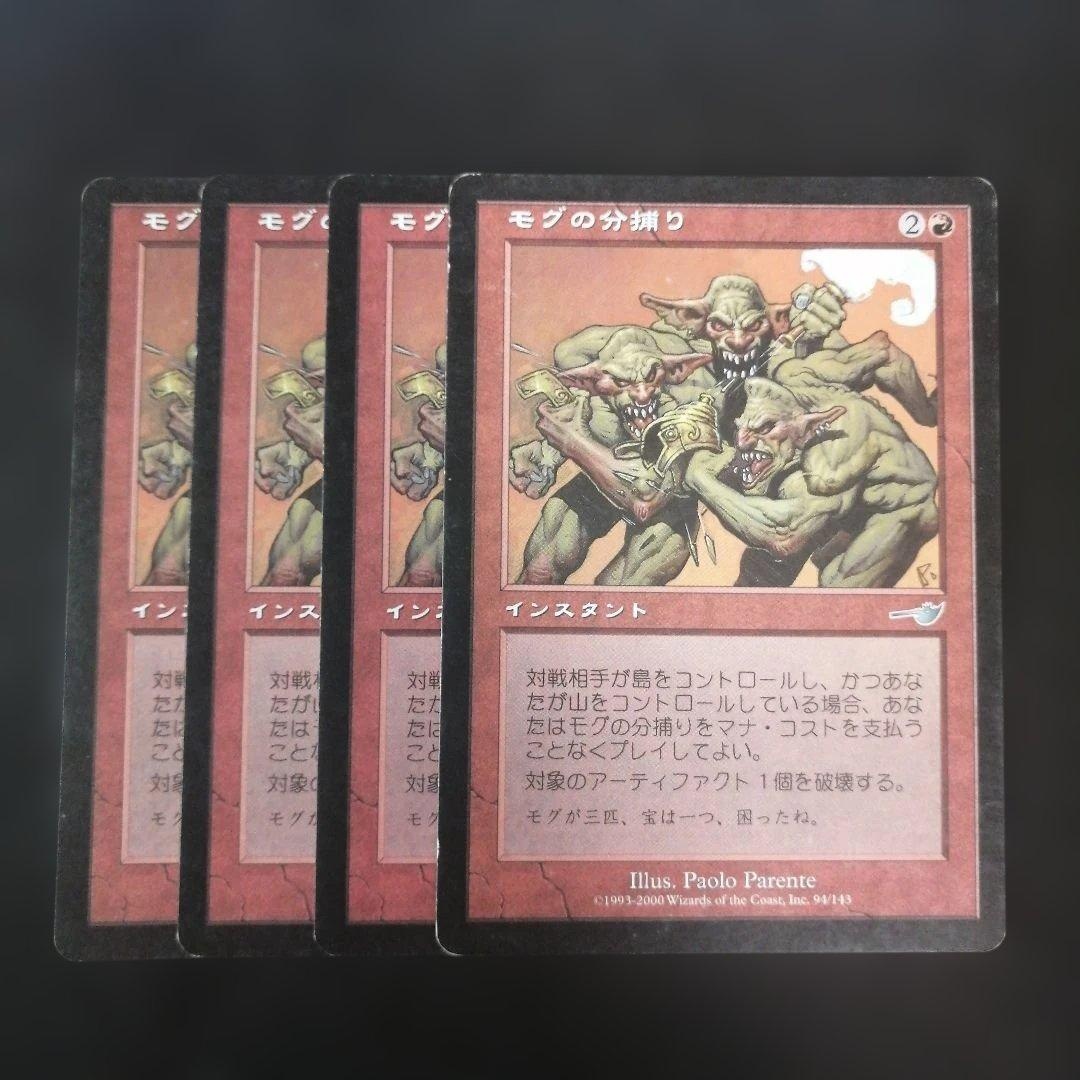 モグ
モグの
モグ
モグの分捕り
2
インス
インス
インス
インスタント
対戦
たが
たは
こと
対象
モグ
対戦相
たが山
たはモ
ことな
対象の
モグが
対戦
たが
たは
こと
対象
モグ
対戦相手が島をコントロールし、かつあな
たが山をコントロールしている場合、あな
たはモグの分捕りをマナ・コストを支払う
ことなくプレイしてよい。
対象のアーティファクト 1個を破壊する。
モグが三匹、宝は一つ、困ったね。
Illus. Paolo Parente
©1993-2000 Wizards of the Coast, Inc. 94/143